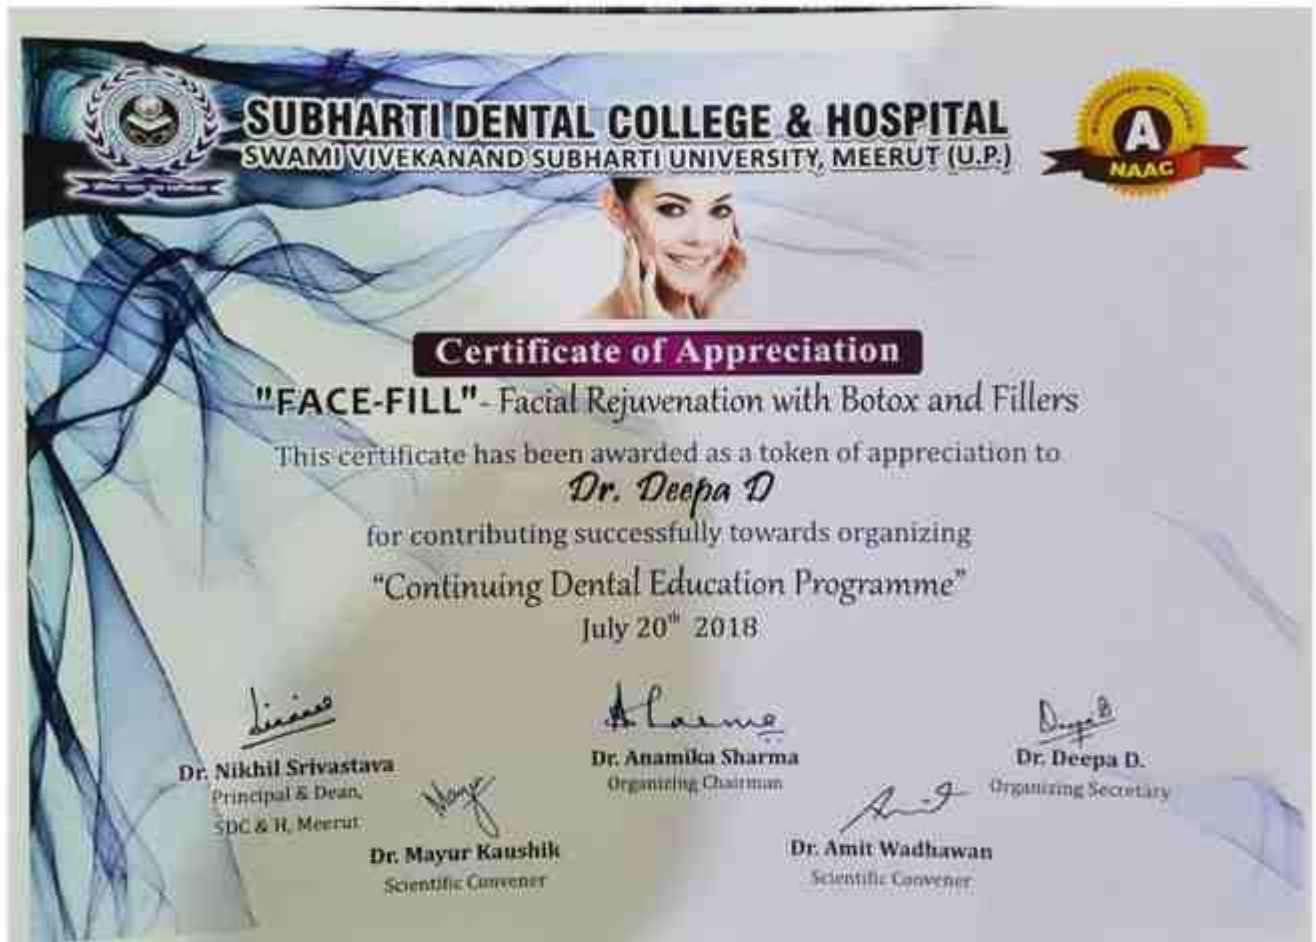 SUBHARTI DENTAL COLLEGE & HOSPITAL
SWAMI VIVEKANAND SUBHARTI UNIVERSITY, MEERUT (U.P.)
A
NAAC
Certificate of Appreciation
"FACE-FILL"- Facial Rejuvenation with Botox and Fillers
This certificate has been awarded as a token of appreciation to
Dr. Deepa D
for contributing successfully towards organizing
“Continuing Dental Education Programme”
July 20th 2018
Dr. Nikhil Srivastava
Principal & Dean,
SDC & H, Meerut
Dr. Anamika Sharma
Organizing Chairman
Dr. Deepa D.
Organizing Secretary
Dr. Mayur Kaushik
Scientific Convener
Dr. Amit Wadhawan
Scientific Convener